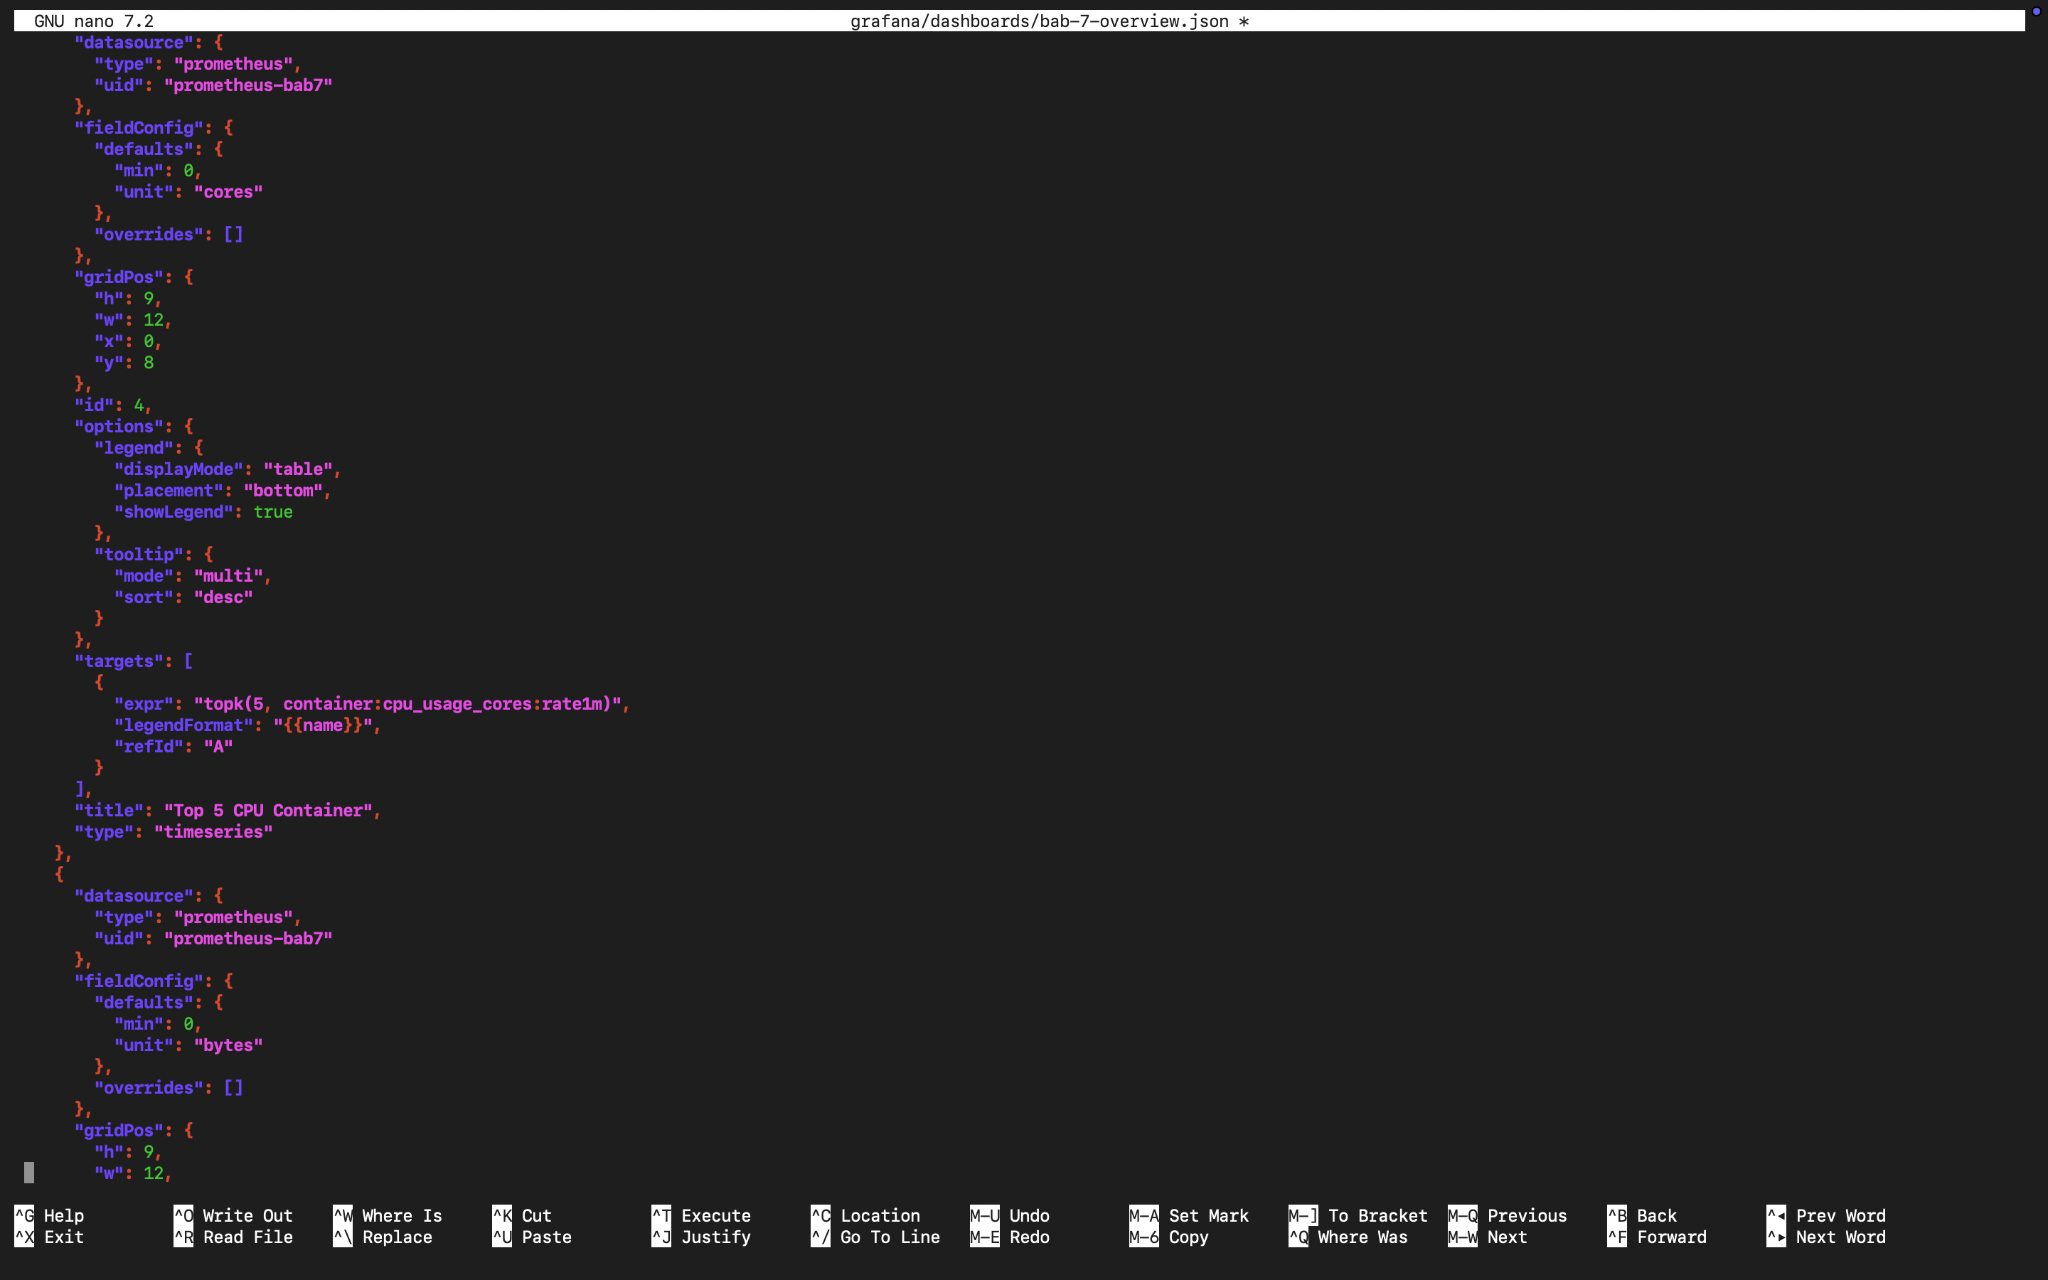 GNU nano 7.2 grafana/dashboards/bab-7-overview.json *
      "datasource": {
        "type": "prometheus",
        "uid": "prometheus-bab7"
      },
      "fieldConfig": {
        "defaults": {
          "min": 0,
          "unit": "cores"
        },
        "overrides": []
      },
      "gridPos": {
        "h": 9,
        "w": 12,
        "x": 0,
        "y": 8
      },
      "id": 4,
      "options": {
        "legend": {
          "displayMode": "table",
          "placement": "bottom",
          "showLegend": true
        },
        "tooltip": {
          "mode": "multi",
          "sort": "desc"
        }
      },
      "targets": [
        {
          "expr": "topk(5, container:cpu_usage_cores:rate1m)",
          "legendFormat": "{{name}}",
          "refId": "A"
        }
      ],
      "title": "Top 5 CPU Container",
      "type": "timeseries"
    },
    {
      "datasource": {
        "type": "prometheus",
        "uid": "prometheus-bab7"
      },
      "fieldConfig": {
        "defaults": {
          "min": 0,
          "unit": "bytes"
        },
        "overrides": []
      },
      "gridPos": {
        "h": 9,
        "w": 12,
^G Help ^O Write Out ^W Where Is ^K Cut ^T Execute ^C Location M-U Undo M-A Set Mark M-] To Bracket M-Q Previous ^B Back ^◂ Prev Word
^X Exit ^R Read File ^\ Replace ^U Paste ^J Justify ^/ Go To Line M-E Redo M-6 Copy ^Q Where Was M-W Next ^F Forward ^▸ Next Word